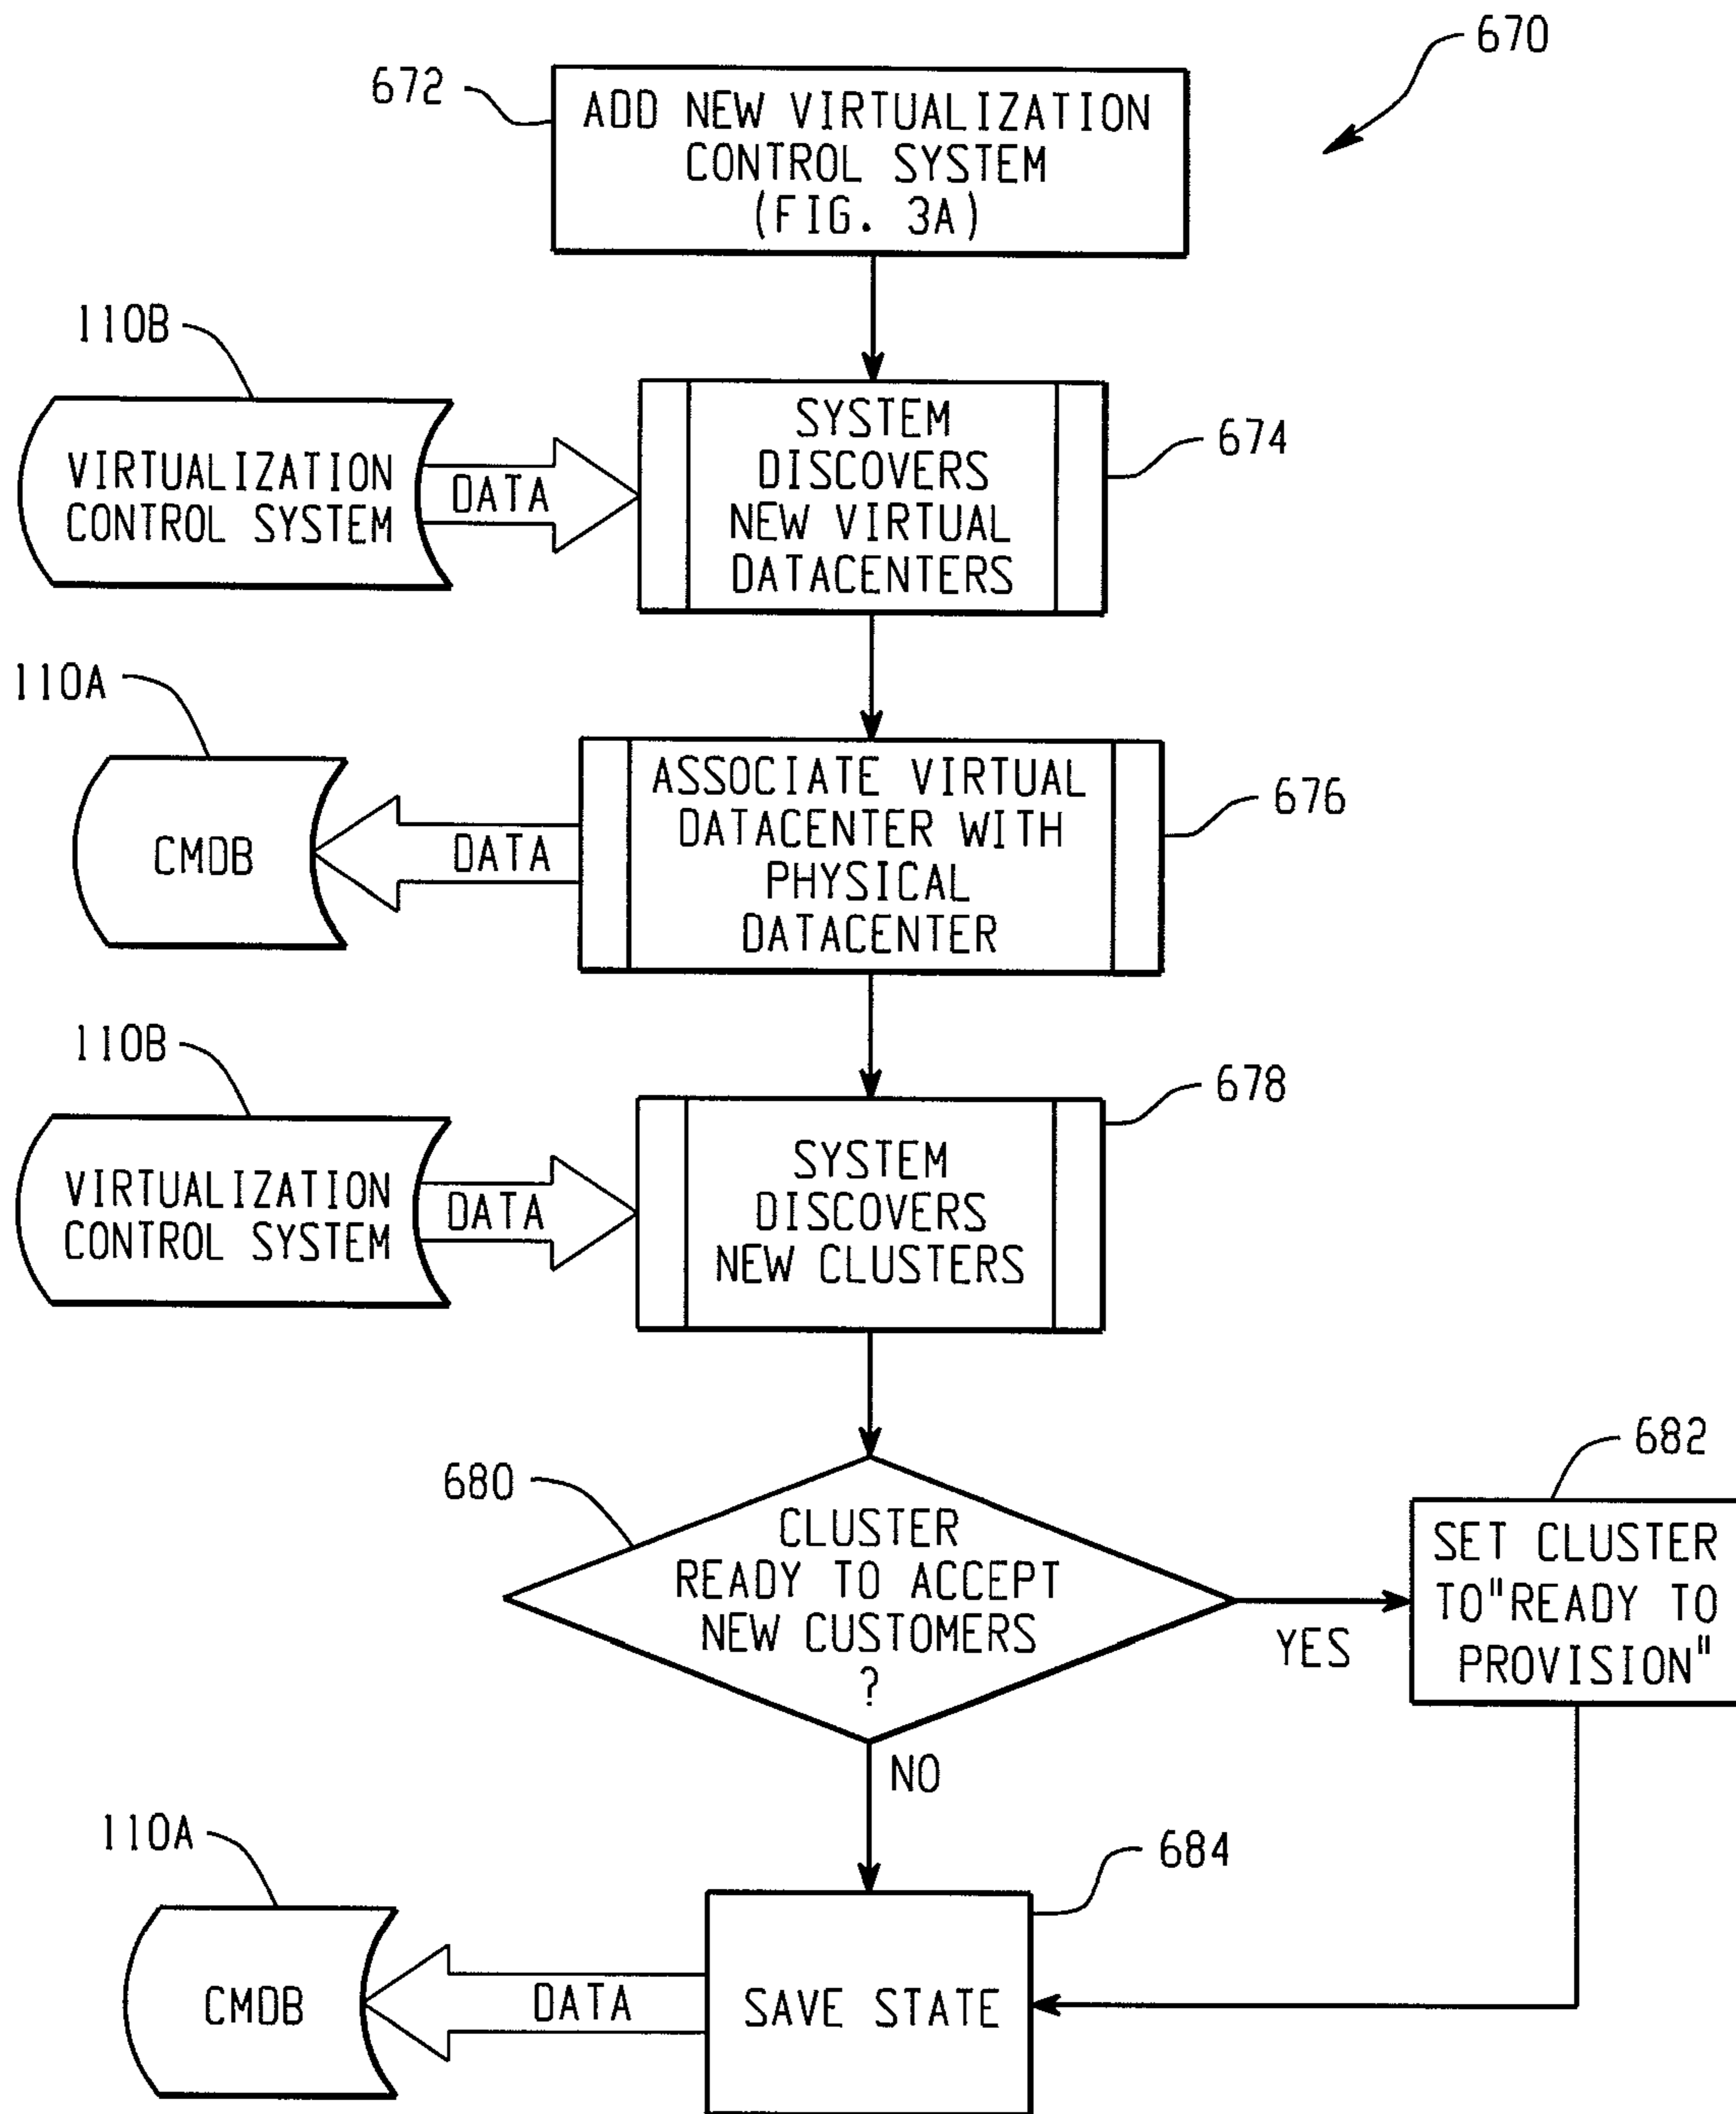 670
672
ADD NEW VIRTUALIZATION
CONTROL SYSTEM
(FIG. 3A)
110B
VIRTUALIZATION
CONTROL SYSTEM
DATA
SYSTEM
DISCOVERS
NEW VIRTUAL
DATACENTERS
674
110A
CMDB
DATA
ASSOCIATE VIRTUAL
DATACENTER WITH
PHYSICAL
DATACENTER
676
110B
VIRTUALIZATION
CONTROL SYSTEM
DATA
SYSTEM
DISCOVERS
NEW CLUSTERS
678
680
CLUSTER
READY TO ACCEPT
NEW CUSTOMERS
?
YES
NO
682
SET CLUSTER
TO"READY TO
PROVISION"
110A
CMDB
DATA
SAVE STATE
684